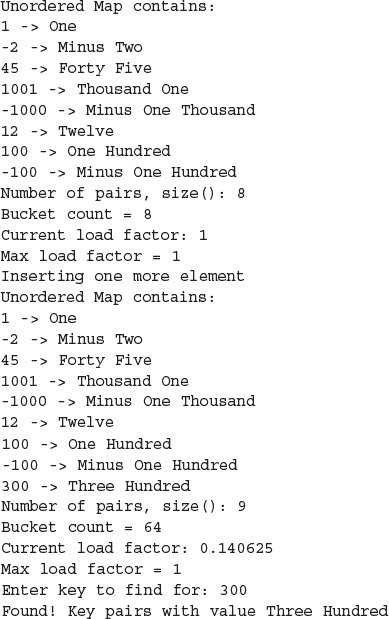 Unordered Map contains:
1 -> One
-2 -> Minus Two
45 -> Forty Five
1001 -> Thousand One
-1000 -> Minus One Thousand
12 -> Twelve
100 -> One Hundred
-100 -> Minus One Hundred
Number of pairs, size(): 8
Bucket count = 8
Current load factor: 1
Max load factor = 1
Inserting one more element
Unordered Map contains:
1 -> One
-2 -> Minus Two
45 -> Forty Five
1001 -> Thousand One
-1000 -> Minus One Thousand
12 -> Twelve
100 -> One Hundred
-100 -> Minus One Hundred
300 -> Three Hundred
Number of pairs, size(): 9
Bucket count = 64
Current load factor: 0.140625
Max load factor = 1
Enter key to find for: 300
Found! Key pairs with value Three Hundred